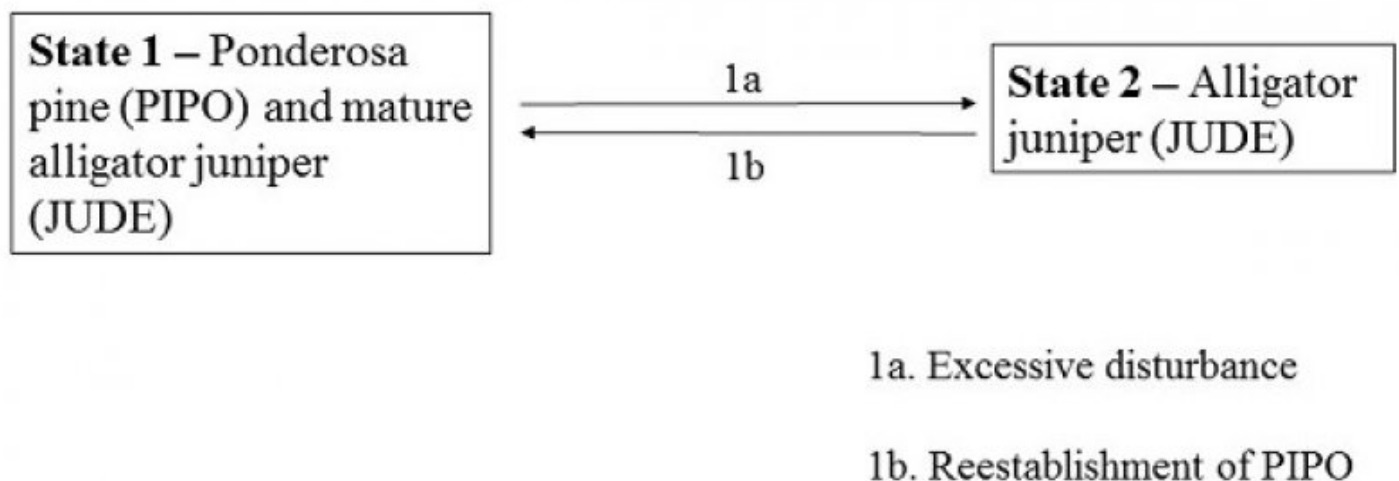 State 1 – Ponderosa
pine (PIPO) and mature
alligator juniper
(JUDE)
1a
1b
State 2 – Alligator
juniper (JUDE)
1a. Excessive disturbance
1b. Reestablishment of PIPO